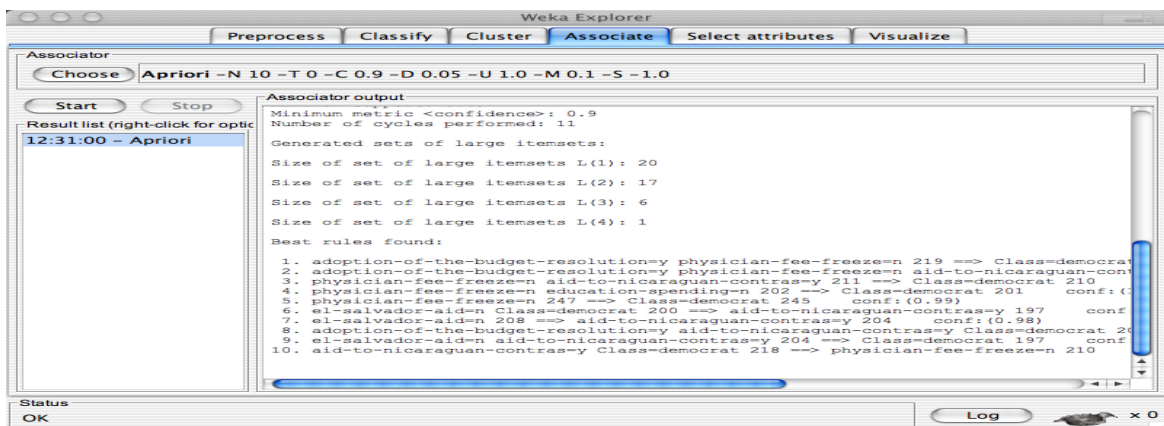 Weka Explorer
Preprocess Classify Cluster Associate Select attributes Visualize
Associator
Choose Apriori -N 10 -T 0 -C 0.9 -D 0.05 -U 1.0 -M 0.1 -S -1.0
Start Stop
Result list (right-click for optic
12:31:00 - Apriori
Associator output
Minimum metric <confidence>: 0.9
Number of cycles performed: 11
Generated sets of large itemsets:
Size of set of large itemsets L(1): 20
Size of set of large itemsets L(2): 17
Size of set of large itemsets L(3): 6
Size of set of large itemsets L(4): 1
Best rules found:
1. adoption-of-the-budget-resolution=y physician-fee-freeze=n 219 ==> Class=democrat
2. adoption-of-the-budget-resolution=y physician-fee-freeze=n aid-to-nicaraguan-cont
3. physician-fee-freeze=n aid-to-nicaraguan-contras=y 211 ==> Class=democrat 210
4. physician-fee-freeze=n education-spending=n 202 ==> Class=democrat 201 conf:(
5. physician-fee-freeze=n 247 ==> Class=democrat 245 conf:(0.99)
6. el-salvador-aid=n Class=democrat 200 ==> aid-to-nicaraguan-contras=y 197 conf
7. el-salvador-aid=n 208 ==> aid-to-nicaraguan-contras=y 204 conf:(0.98)
8. adoption-of-the-budget-resolution=y aid-to-nicaraguan-contras=y Class=democrat 20
9. el-salvador-aid=n aid-to-nicaraguan-contras=y 204 ==> Class=democrat 197 conf
10. aid-to-nicaraguan-contras=y Class=democrat 218 ==> physician-fee-freeze=n 210
Status
OK
Log x 0